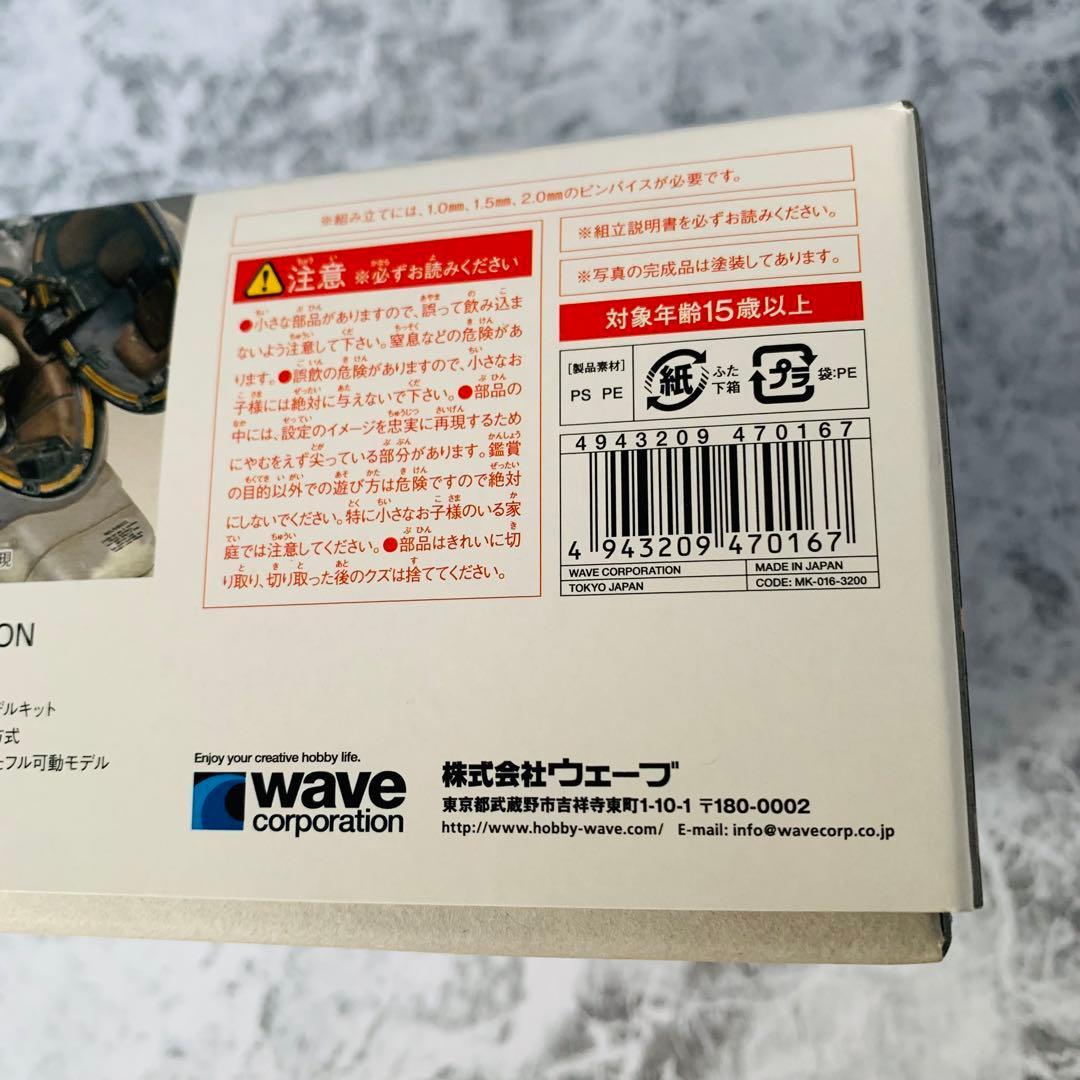 ※組み立てには、1.0mm、1.5mm、2.0mmのピンバイスが必要です。
注意 ※必ずお読みください
●小さな部品がありますので、誤って飲み込ま
ないよう注意して下さい。窒息などの危険があ
ります。●誤飲の危険がありますので、小さなお
子様には絶対に与えないで下さい。●部品の
中には、設定のイメージを忠実に再現するため
にやむをえず尖っている部分があります。鑑賞
の目的以外での遊び方は危険ですので絶対
にしないでください。特に小さなお子様のいる家
庭では注意してください。●部品はきれいに切
り取り、切り取った後のクズは捨ててください。
※組立説明書を必ずお読みください。
※写真の完成品は塗装してあります。
対象年齢15歳以上
[製品素材]
PS PE
紙
ふた
下箱
プラ
袋:PE
4943209 470167
4 943209 470167
WAVE CORPORATION
TOKYO JAPAN
MADE IN JAPAN
CODE: MK-016-3200
現
ON
デルキット
方式
フル可動モデル
Enjoy your creative hobby life.
wave
corporation
株式会社ウェーブ
東京都武蔵野市吉祥寺東町1-10-1 〒180-0002
http://www.hobby-wave.com/ E-mail: info@wavecorp.co.jp